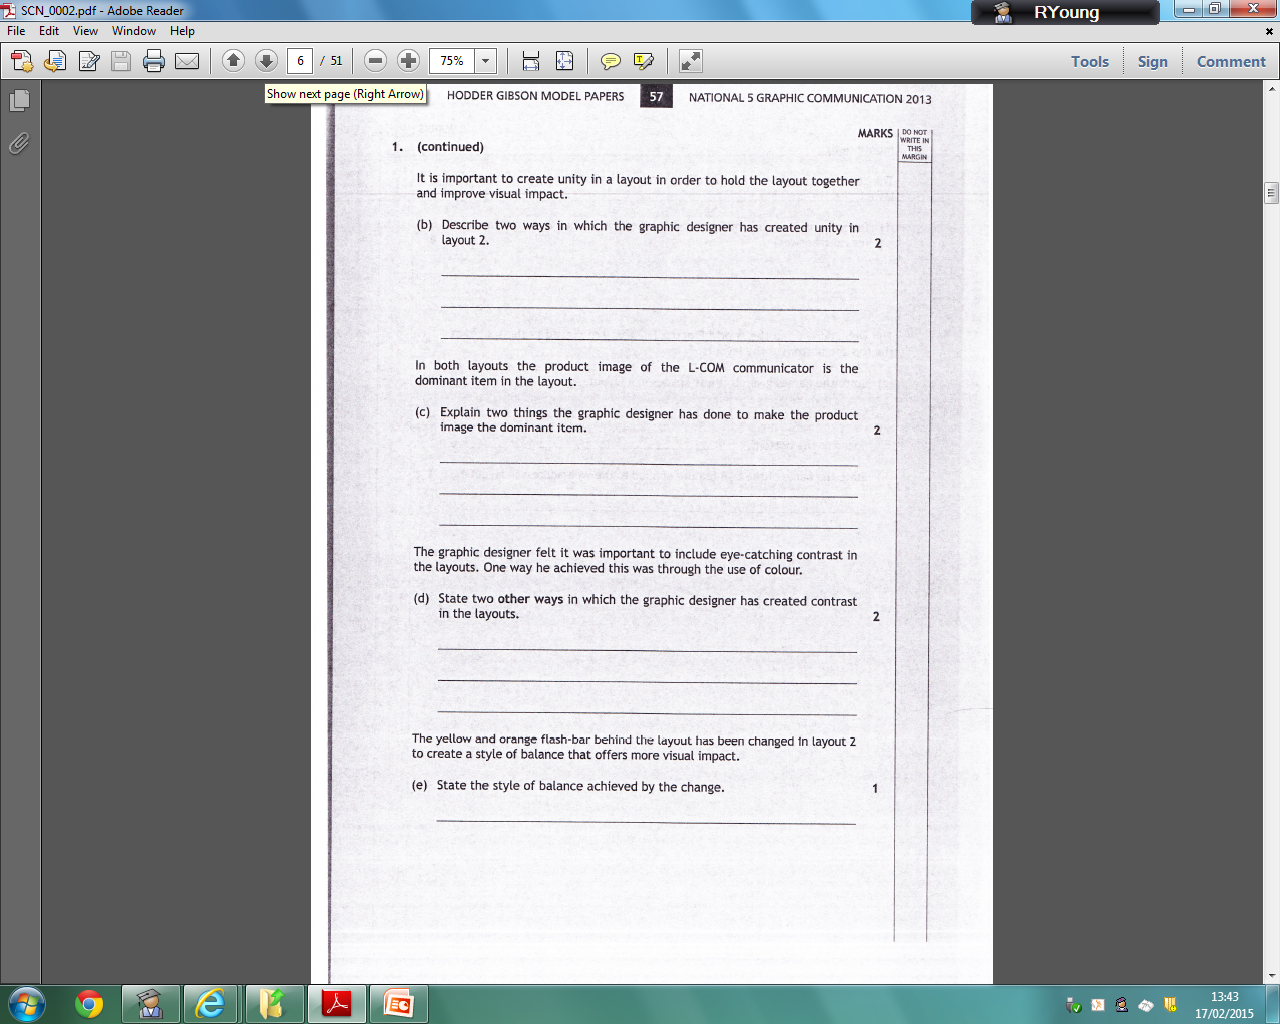 SCN_0002.pdf - Adobe Reader
RYoung
File Edit View Window Help
6 / 51
75%
Tools Sign Comment
Show next page (Right Arrow)
HODDER GIBSON MODEL PAPERS 57 NATIONAL 5 GRAPHIC COMMUNICATION 2013
MARKS
DO NOT
WRITE IN
THIS
MARGIN
1. (continued)
It is important to create unity in a layout in order to hold the layout together
and improve visual impact.
(b) Describe two ways in which the graphic designer has created unity in
layout 2.
2
In both layouts the product image of the L-COM communicator is the
dominant item in the layout.
(c) Explain two things the graphic designer has done to make the product
image the dominant item.
2
The graphic designer felt it was important to include eye-catching contrast in
the layouts. One way he achieved this was through the use of colour.
(d) State two other ways in which the graphic designer has created contrast
in the layouts.
2
The yellow and orange flash-bar behind the layout has been changed in layout 2
to create a style of balance that offers more visual impact.
(e) State the style of balance achieved by the change.
1
13:43
17/02/2015